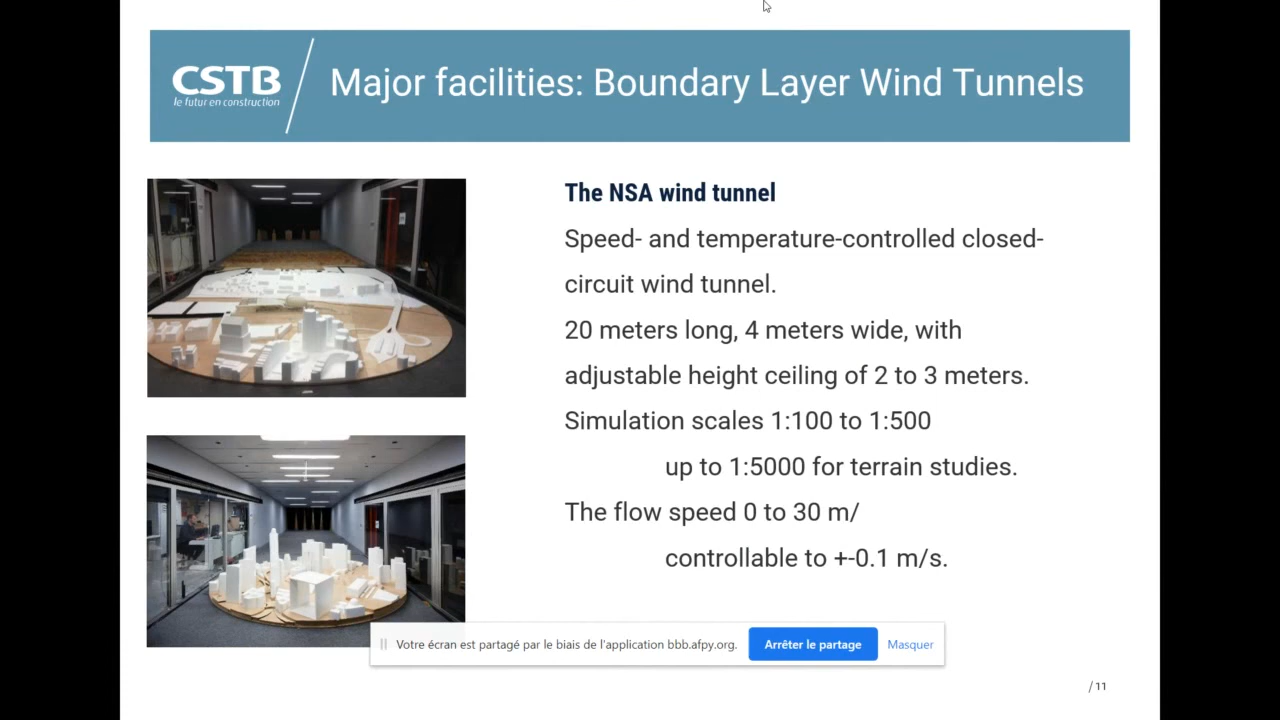 CSTB
le futur en construction
Major facilities: Boundary Layer Wind Tunnels
The NSA wind tunnel
Speed- and temperature-controlled closed-
circuit wind tunnel.
20 meters long, 4 meters wide, with
adjustable height ceiling of 2 to 3 meters.
Simulation scales 1:100 to 1:500
up to 1:5000 for terrain studies.
The flow speed 0 to 30 m/
controllable to +-0.1 m/s.
Votre écran est partagé par le biais de l'application bbb.afpy.org.
Arrêter le partage
Masquer
/ 11